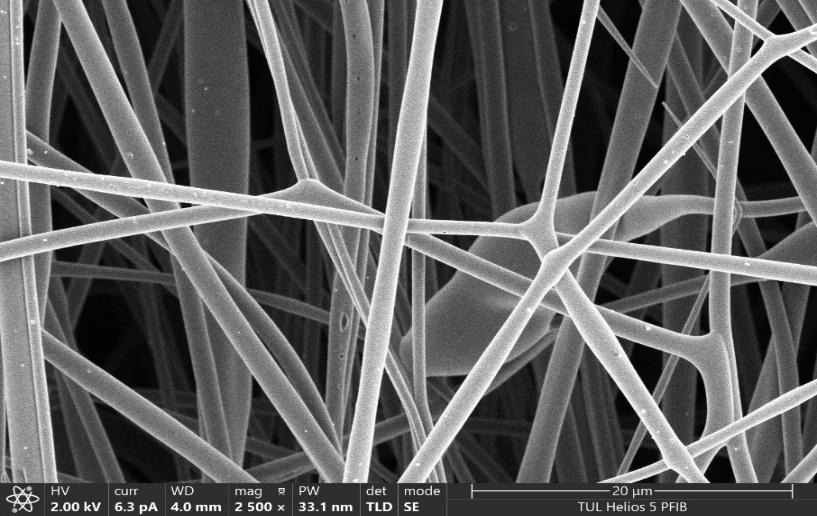 HV curr WD mag PW det mode 20 µm
2.00 kV 6.3 pA 4.0 mm 2 500 × 33.1 nm TLD SE TUL Helios 5 PFIB